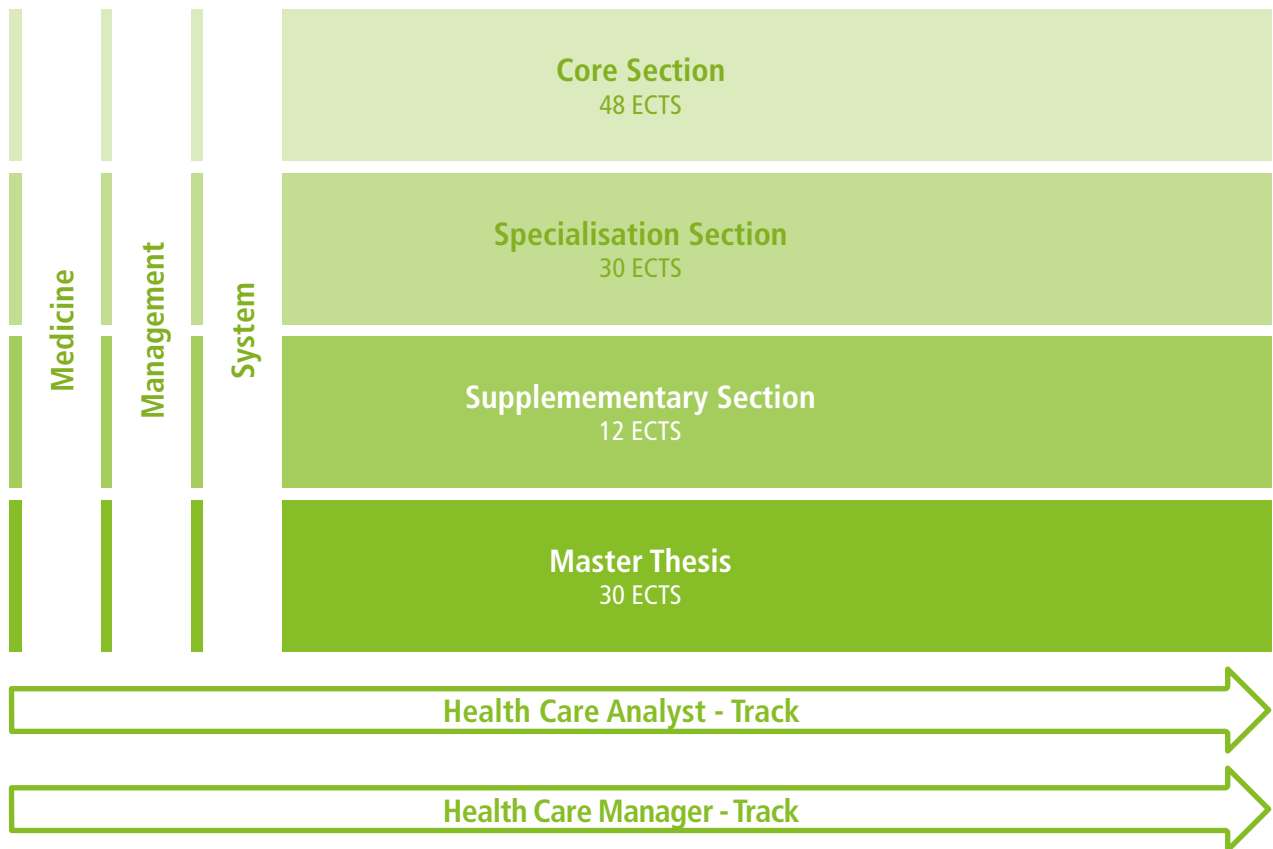 Core Section
48 ECTS
Specialisation Section
30 ECTS
Medicine
Management
System
Supplemementary Section
12 ECTS
Master Thesis
30 ECTS
Health Care Analyst - Track
Health Care Manager - Track